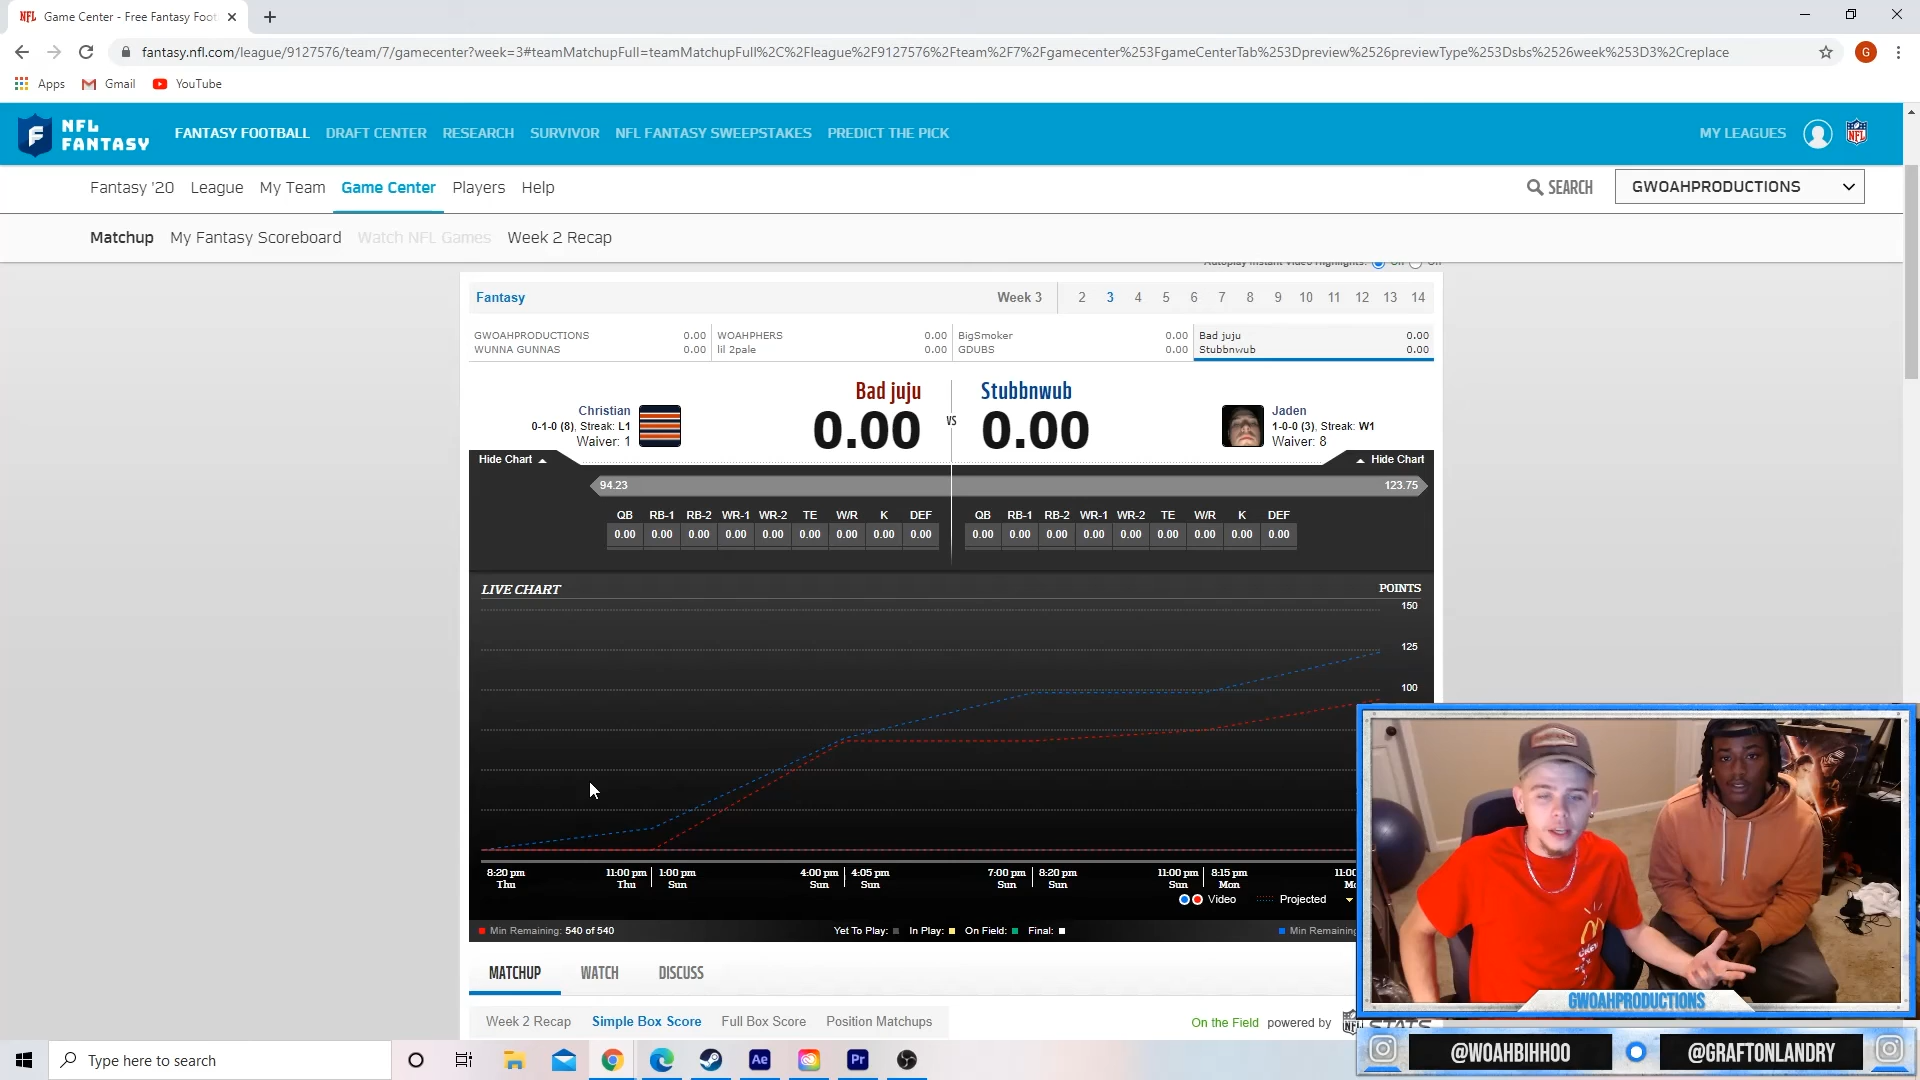 Game Center - Free Fantasy Foot
fantasy.nfl.com/league/9127576/team/7/gamecenter?week=3#teamMatchupFull=teamMatchupFull%2C%2Fleague%2F9127576%2Fteam%2F7%2Fgamecenter%253FgameCenterTab%253Dpreview%2526previewType%253Dsbs%2526week%253D3%2Creplace
G
Apps Gmail YouTube
NFL FANTASY
FANTASY FOOTBALL DRAFT CENTER RESEARCH SURVIVOR NFL FANTASY SWEEPSTAKES PREDICT THE PICK MY LEAGUES
Fantasy '20 League My Team Game Center Players Help SEARCH GWOAHPRODUCTIONS
Matchup My Fantasy Scoreboard Watch NFL Games Week 2 Recap
Fantasy Week 3 2 3 4 5 6 7 8 9 10 11 12 13 14
GWOAHPRODUCTIONS 0.00 WOAHPHERS 0.00 BigSmoker 0.00 Bad juju 0.00
WUNNA GUNNAS 0.00 lil 2pale 0.00 GDUBS 0.00 Stubbnwub 0.00
Bad juju Stubbnwub
Christian 0.00 VS 0.00 Jaden
0-1-0 (8), Streak: L1 1-0-0 (3), Streak: W1
Waiver: 1 Waiver: 8
Hide Chart Hide Chart
94.23 123.75
QB RB-1 RB-2 WR-1 WR-2 TE W/R K DEF QB RB-1 RB-2 WR-1 WR-2 TE W/R K DEF
0.00 0.00 0.00 0.00 0.00 0.00 0.00 0.00 0.00 0.00 0.00 0.00 0.00 0.00 0.00 0.00 0.00 0.00
LIVE CHART POINTS
150
125
100
8:20 pm 11:00 pm 1:00 pm 4:00 pm 4:05 pm 7:00 pm 8:20 pm 11:00 pm 8:15 pm 11:00
Thu Thu Sun Sun Sun Sun Sun Sun Mon
Video Projected
Min Remaining: 540 of 540 Yet To Play: In Play: On Field: Final: Min Remaining
MATCHUP WATCH DISCUSS
Week 2 Recap Simple Box Score Full Box Score Position Matchups On the Field powered by NFL STATS
GWOAHPRODUCTIONS
@WOAHBIHHOO @GRAFTONLANDRY
Type here to search
Ae Pr